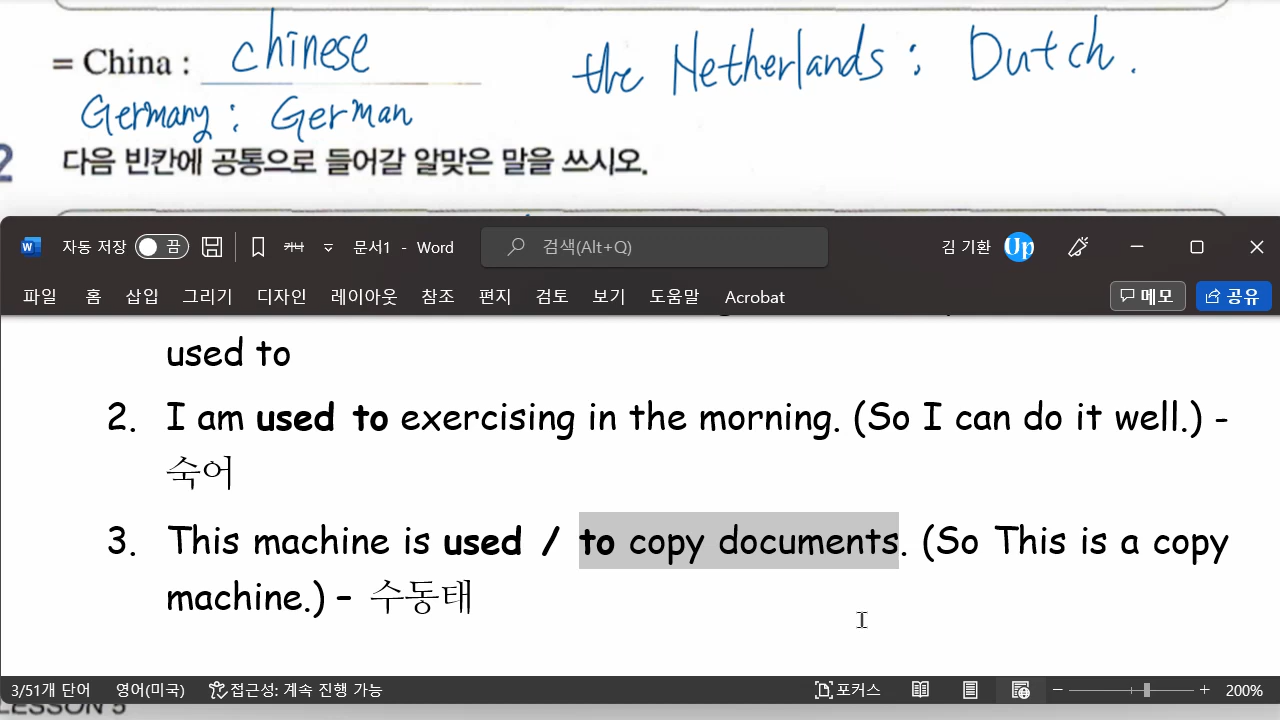 = China : chinese the Netherlands : Dutch.
Germany : German
2 다음 빈칸에 공통으로 들어갈 알맞은 말을 쓰시오.
자동 저장 끔 문서1 - Word 검색(Alt+Q) 김 기환 Up
파일 홈 삽입 그리기 디자인 레이아웃 참조 편지 검토 보기 도움말 Acrobat 메모 공유
used to
2. I am used to exercising in the morning. (So I can do it well.) -
숙어
3. This machine is used / to copy documents. (So This is a copy
machine.) – 수동태
3/51개 단어 영어(미국) 접근성: 계속 진행 가능 포커스 200%
LESSON 5